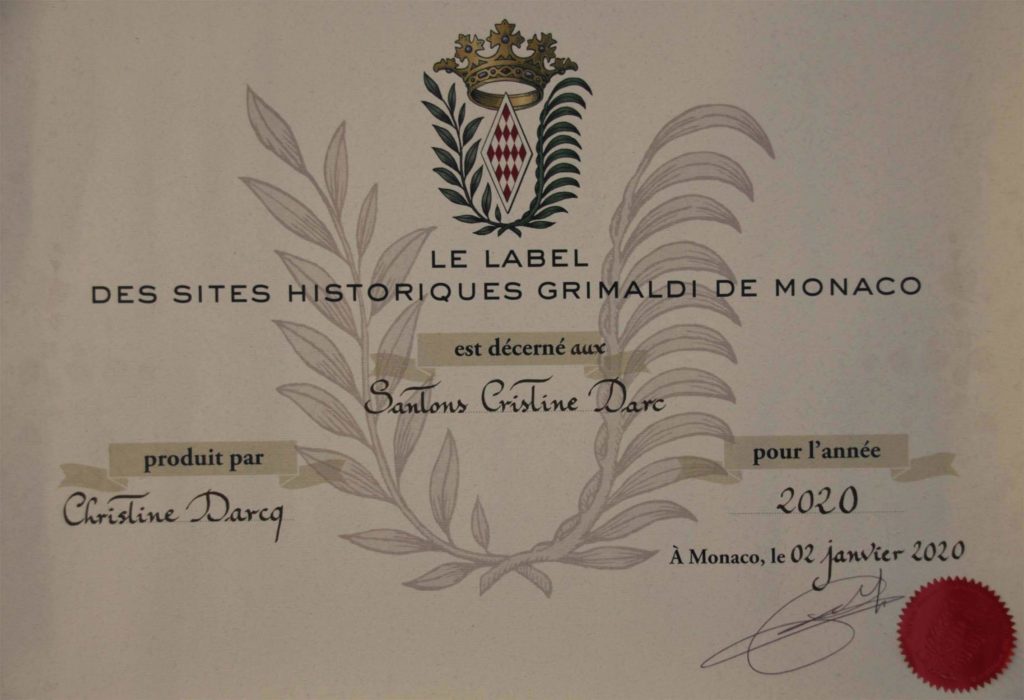 LE LABEL
DES SITES HISTORIQUES GRIMALDI DE MONACO
est décerné aux
Santons Cristine Darc
produit par
Christine Darcq
pour l'année
2020
À Monaco, le 02 janvier 2020